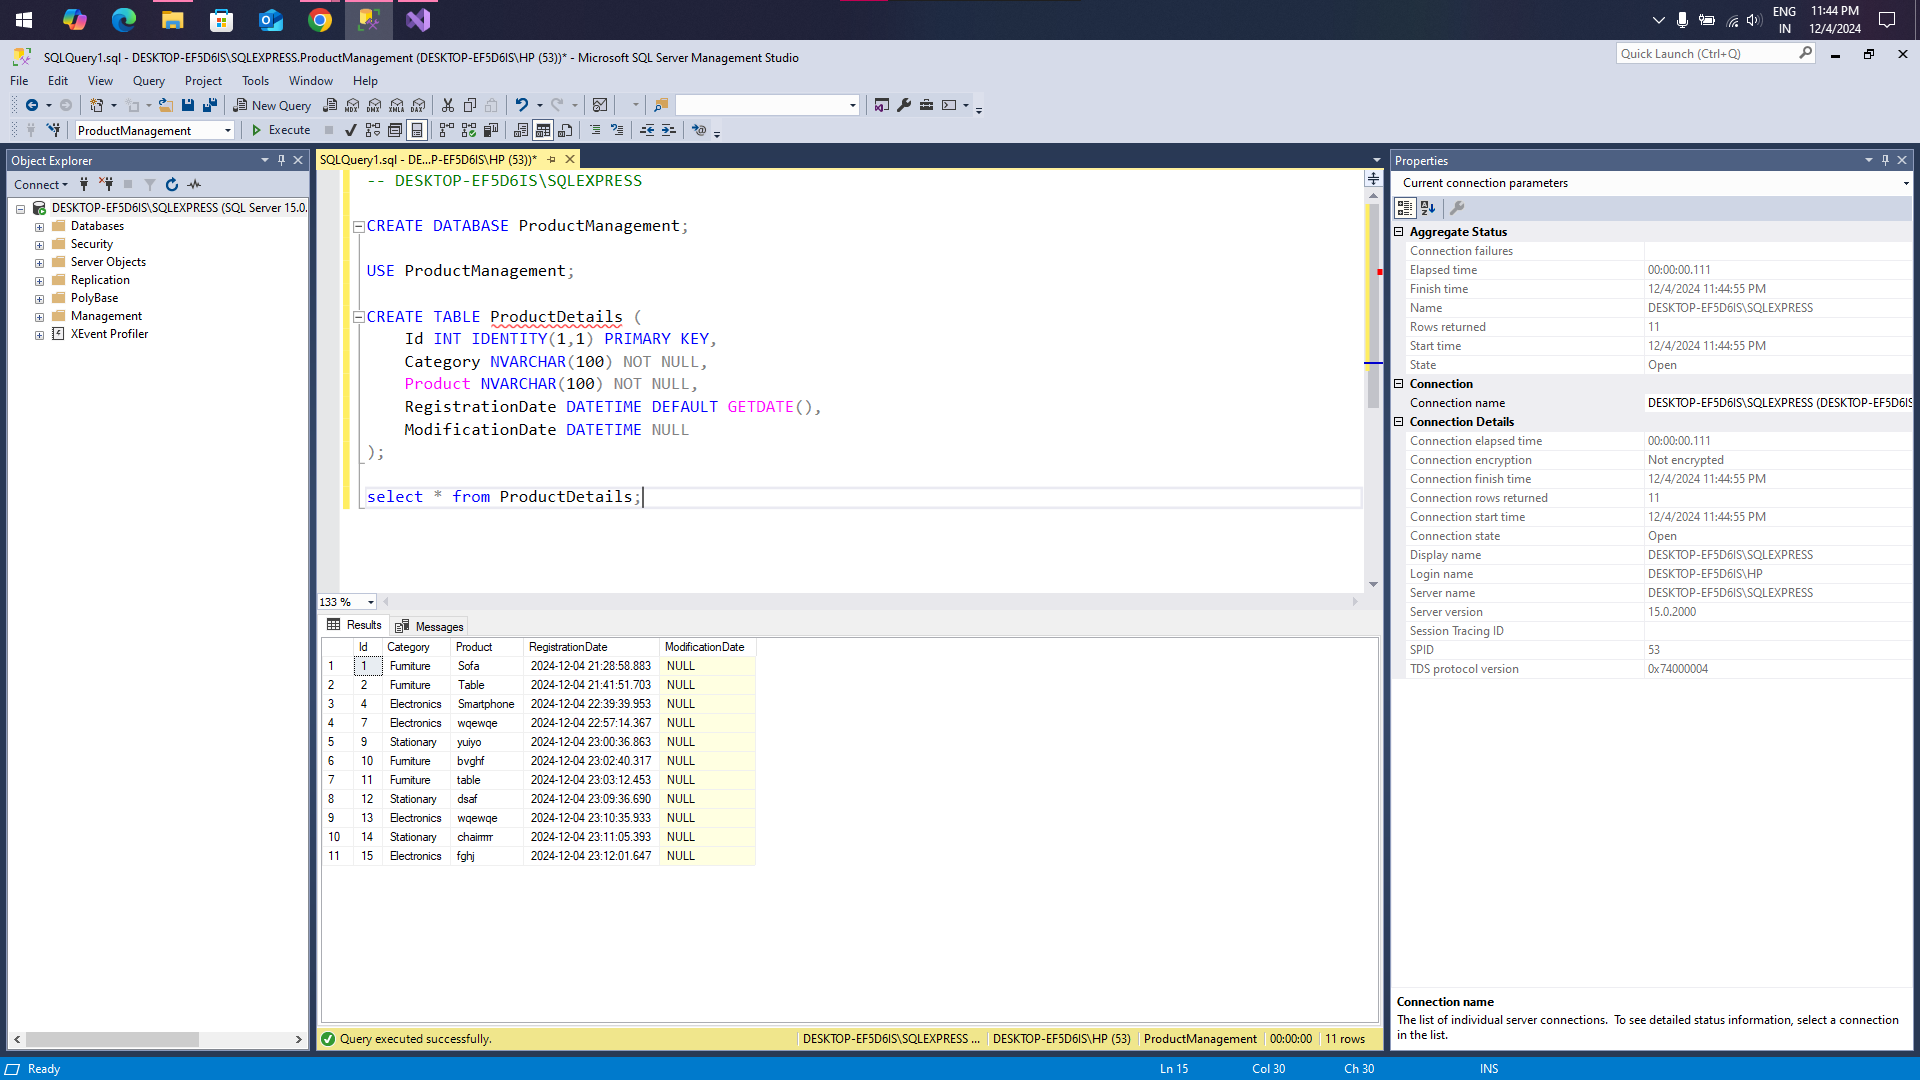 ENG
IN
11:44 PM
12/4/2024
SQLQuery1.sql - DESKTOP-EF5D6IS\SQLEXPRESS.ProductManagement (DESKTOP-EF5D6IS\HP (53))* - Microsoft SQL Server Management Studio
Quick Launch (Ctrl+Q)
File Edit View Query Project Tools Window Help
New Query MDX DMX XMLA DAX
ProductManagement Execute
Object Explorer
Connect
DESKTOP-EF5D6IS\SQLEXPRESS (SQL Server 15.0.
Databases
Security
Server Objects
Replication
PolyBase
Management
XEvent Profiler
SQLQuery1.sql - DE...P-EF5D6IS\HP (53))*
-- DESKTOP-EF5D6IS\SQLEXPRESS
CREATE DATABASE ProductManagement;
USE ProductManagement;
CREATE TABLE ProductDetails (
Id INT IDENTITY(1,1) PRIMARY KEY,
Category NVARCHAR(100) NOT NULL,
Product NVARCHAR(100) NOT NULL,
RegistrationDate DATETIME DEFAULT GETDATE(),
ModificationDate DATETIME NULL
);
select * from ProductDetails;
133 %
Results Messages
Id Category Product RegistrationDate ModificationDate
1 1 Furniture Sofa 2024-12-04 21:28:58.883 NULL
2 2 Furniture Table 2024-12-04 21:41:51.703 NULL
3 4 Electronics Smartphone 2024-12-04 22:39:39.953 NULL
4 7 Electronics wqewqe 2024-12-04 22:57:14.367 NULL
5 9 Stationary yuiyo 2024-12-04 23:00:36.863 NULL
6 10 Furniture bvghf 2024-12-04 23:02:40.317 NULL
7 11 Furniture table 2024-12-04 23:03:12.453 NULL
8 12 Stationary dsaf 2024-12-04 23:09:36.690 NULL
9 13 Electronics wqewqe 2024-12-04 23:10:35.933 NULL
10 14 Stationary 2024-12-04 23:11:05.393 NULL
11 15 Electronics fghj 2024-12-04 23:12:01.647 NULL
Query executed successfully. DESKTOP-EF5D6IS\SQLEXPRESS ... DESKTOP-EF5D6IS\HP (53) ProductManagement 00:00:00 11 rows
Properties
Current connection parameters
Aggregate Status
Connection failures
Elapsed time 00:00:00.111
Finish time 12/4/2024 11:44:55 PM
Name DESKTOP-EF5D6IS\SQLEXPRESS
Rows returned 11
Start time 12/4/2024 11:44:55 PM
State Open
Connection
Connection name DESKTOP-EF5D6IS\SQLEXPRESS (DESKTOP-EF5D6IS
Connection Details
Connection elapsed time 00:00:00.111
Connection encryption Not encrypted
Connection finish time 12/4/2024 11:44:55 PM
Connection rows returned 11
Connection start time 12/4/2024 11:44:55 PM
Connection state Open
Display name DESKTOP-EF5D6IS\SQLEXPRESS
Login name DESKTOP-EF5D6IS\HP
Server name DESKTOP-EF5D6IS\SQLEXPRESS
Server version 15.0.2000
Session Tracing ID
SPID 53
TDS protocol version 0x74000004
Connection name
The list of individual server connections. To see detailed status information, select a connection
in the list.
Ready Ln 15 Col 30 Ch 30 INS